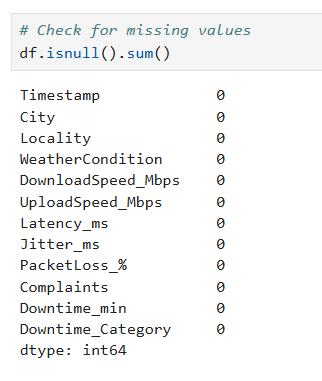 # Check for missing values
df.isnull().sum()
Timestamp 0
City 0
Locality 0
WeatherCondition 0
DownloadSpeed_Mbps 0
UploadSpeed_Mbps 0
Latency_ms 0
Jitter_ms 0
PacketLoss_% 0
Complaints 0
Downtime_min 0
Downtime_Category 0
dtype: int64